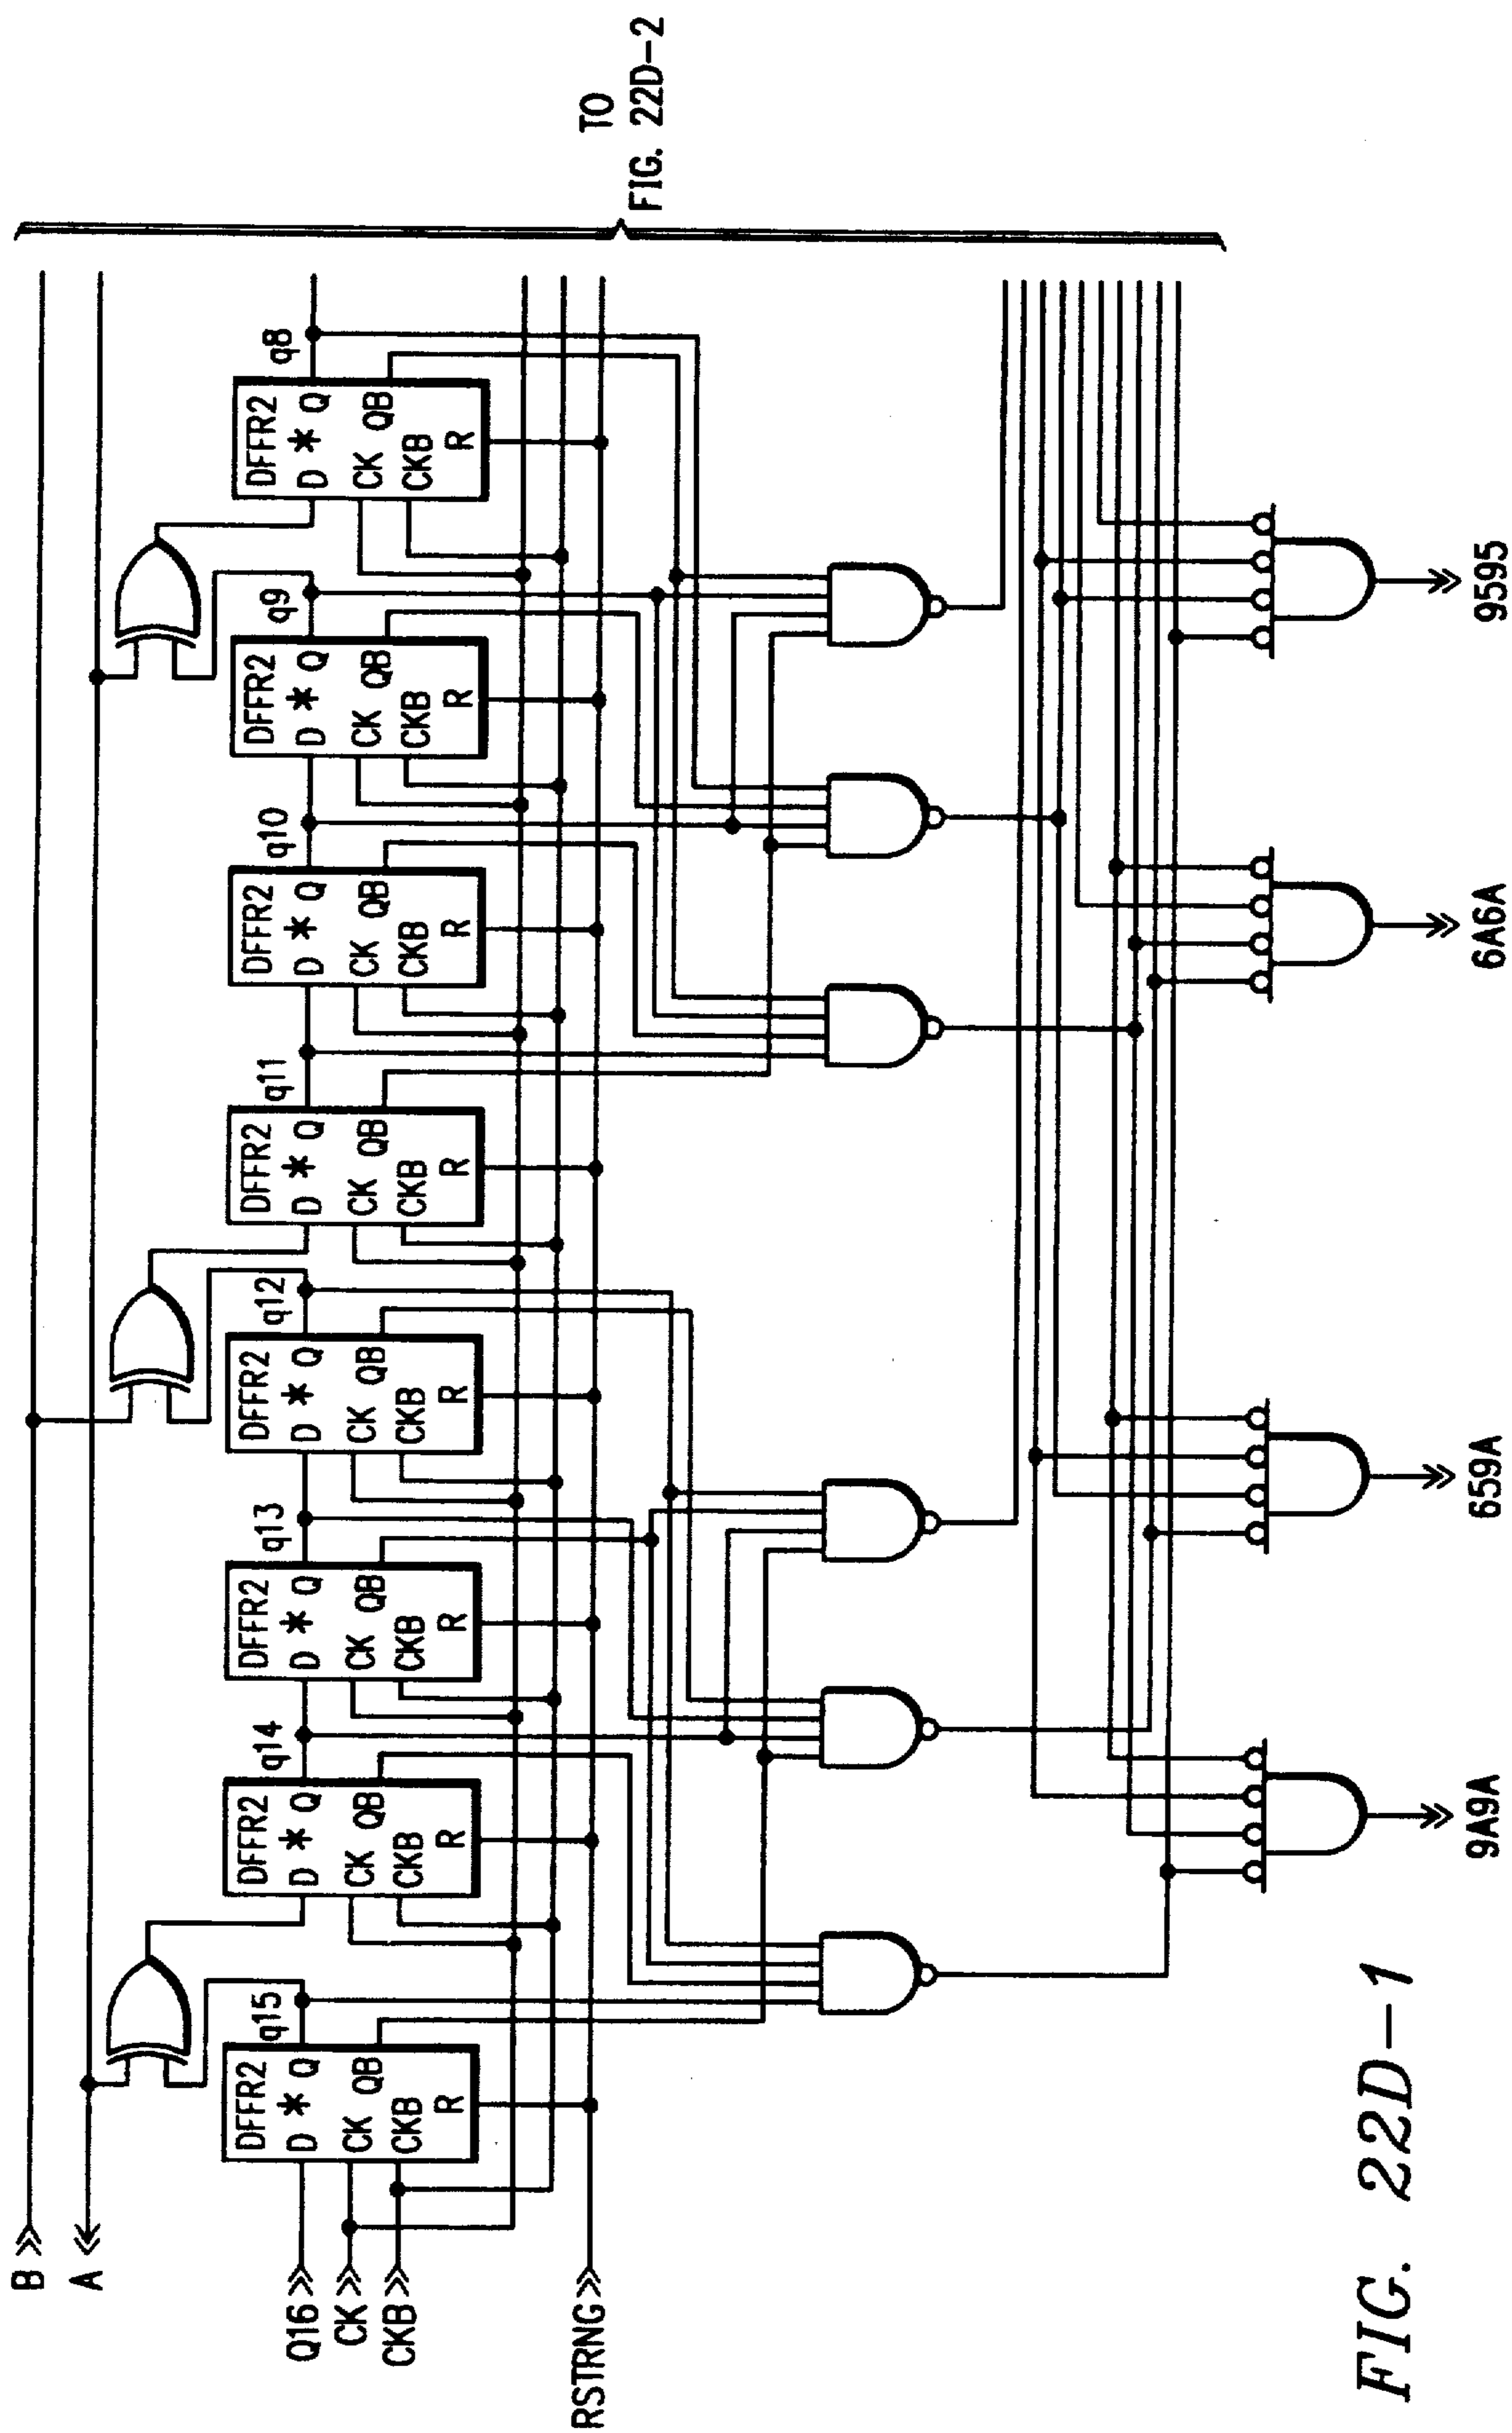 B
A
Q16
CK
CKB
RSTRNG
DFFR2
D * Q
CK QB
CKB
R
q15
DFFR2
D * Q
CK QB
CKB
R
q14
DFFR2
D * Q
CK QB
CKB
R
q13
DFFR2
D * Q
CK QB
CKB
R
q12
DFFR2
D * Q
CK QB
CKB
R
q11
DFFR2
D * Q
CK QB
CKB
R
q10
DFFR2
D * Q
CK QB
CKB
R
q9
DFFR2
D * Q
CK QB
CKB
R
q8
TO
FIG. 22D-2
9A9A
659A
6A6A
9595
FIG. 22D-1